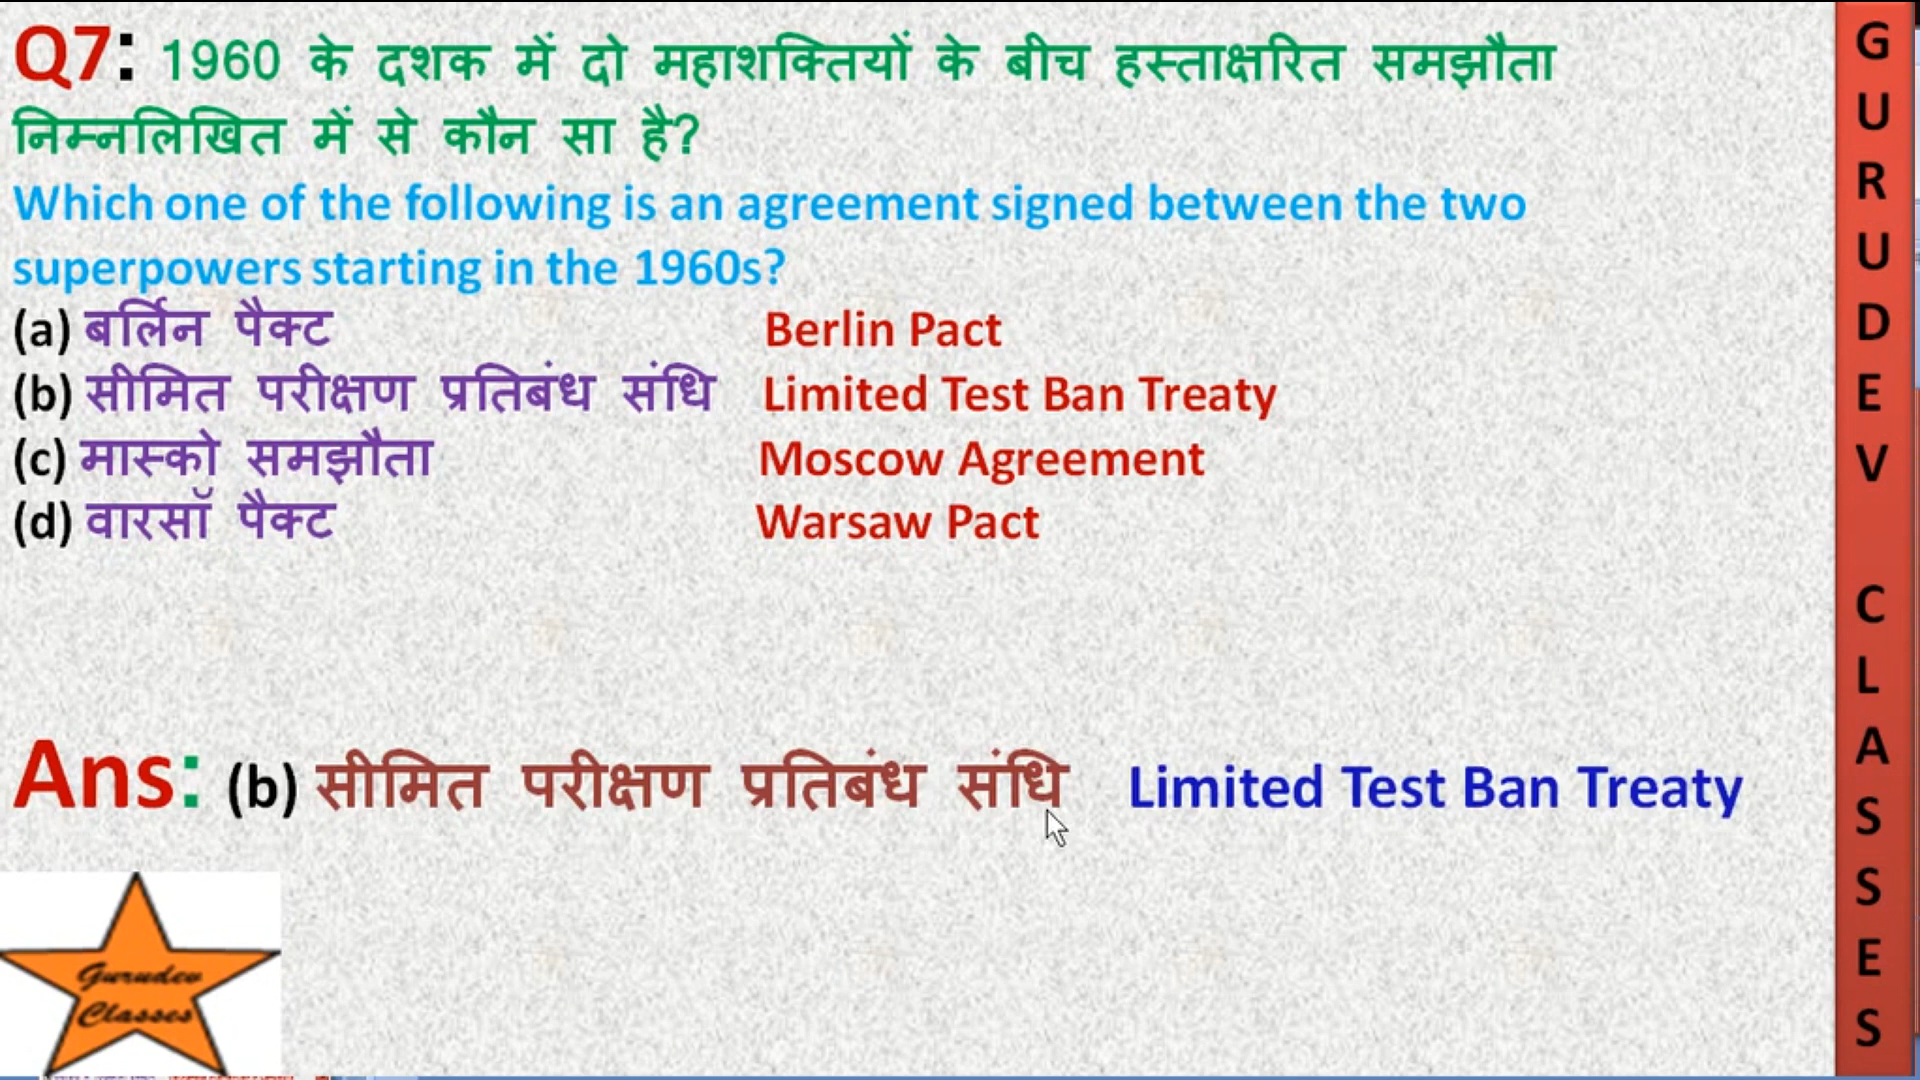 Q7: 1960 के दशक में दो महाशक्तियों के बीच हस्ताक्षरित समझौता
निम्नलिखित में से कौन सा है?
Which one of the following is an agreement signed between the two
superpowers starting in the 1960s?
(a) बर्लिन पैक्ट Berlin Pact
(b) सीमित परीक्षण प्रतिबंध संधि Limited Test Ban Treaty
(c) मास्को समझौता Moscow Agreement
(d) वारसॉ पैक्ट Warsaw Pact
Ans: (b) सीमित परीक्षण प्रतिबंध संधि Limited Test Ban Treaty
Gurudev
Classes
GURUDEV CLASSES